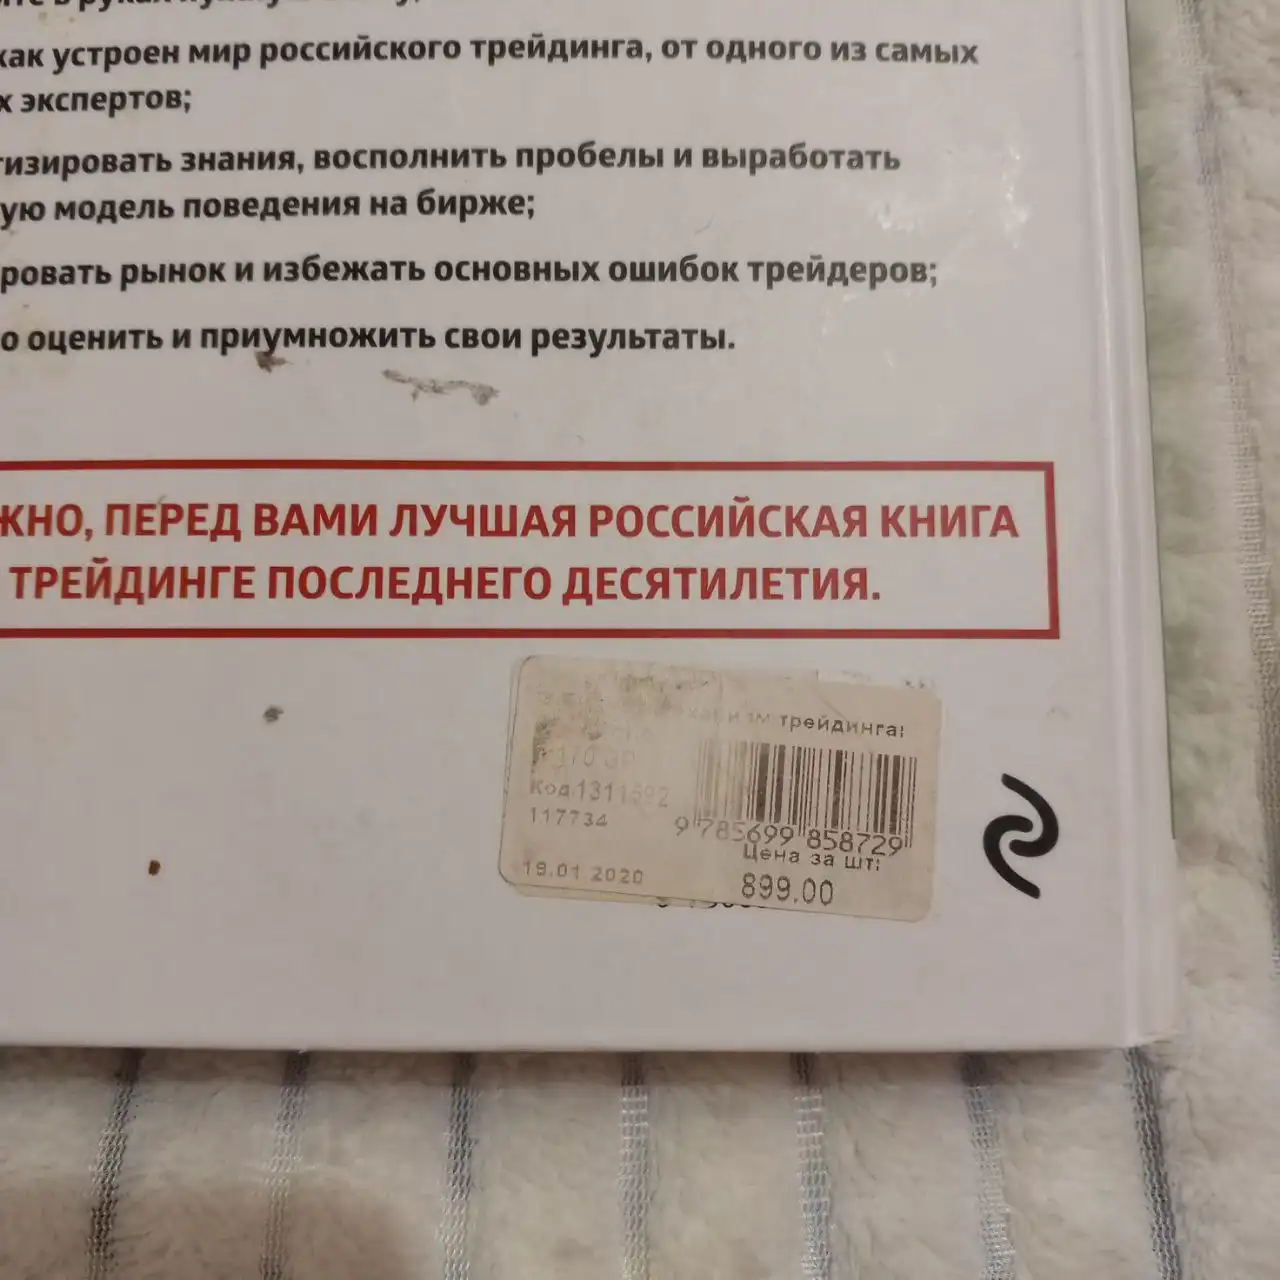 как устроен мир российского трейдинга, от одного из самых
х экспертов;
тизировать знания, восполнить пробелы и выработать
ую модель поведения на бирже;
ровать рынок и избежать основных ошибок трейдеров;
о оценить и приумножить свои результаты.
ЖНО, ПЕРЕД ВАМИ ЛУЧШАЯ РОССИЙСКАЯ КНИГА
ТРЕЙДИНГЕ ПОСЛЕДНЕГО ДЕСЯТИЛЕТИЯ.
трейдинга:
Код:
117734
9 785699 858729
Цена за шт:
19.01 2020
899.00